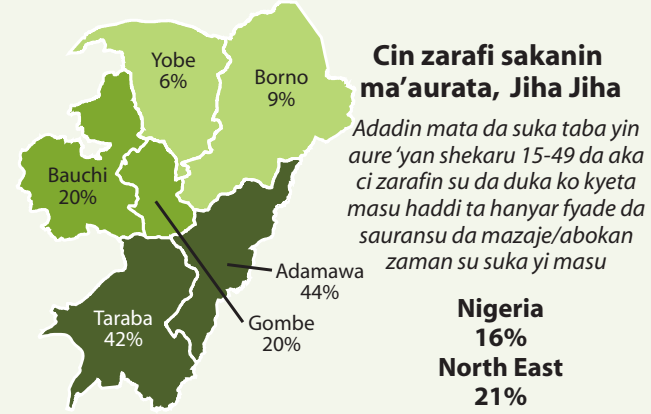 Yobe
6%
Borno
9%
Bauchi
20%
Adamawa
44%
Taraba
42%
Gombe
20%
Cin zarafi sakanin
ma’aurata, Jiha Jiha
Adadin mata da suka taba yin
aure ‘yan shekaru 15-49 da aka
ci zarafin su da duka ko kyeta
masu haddi ta hanyar fyade da
sauransu da mazaje/abokan
zaman su suka yi masu
Nigeria
16%
North East
21%